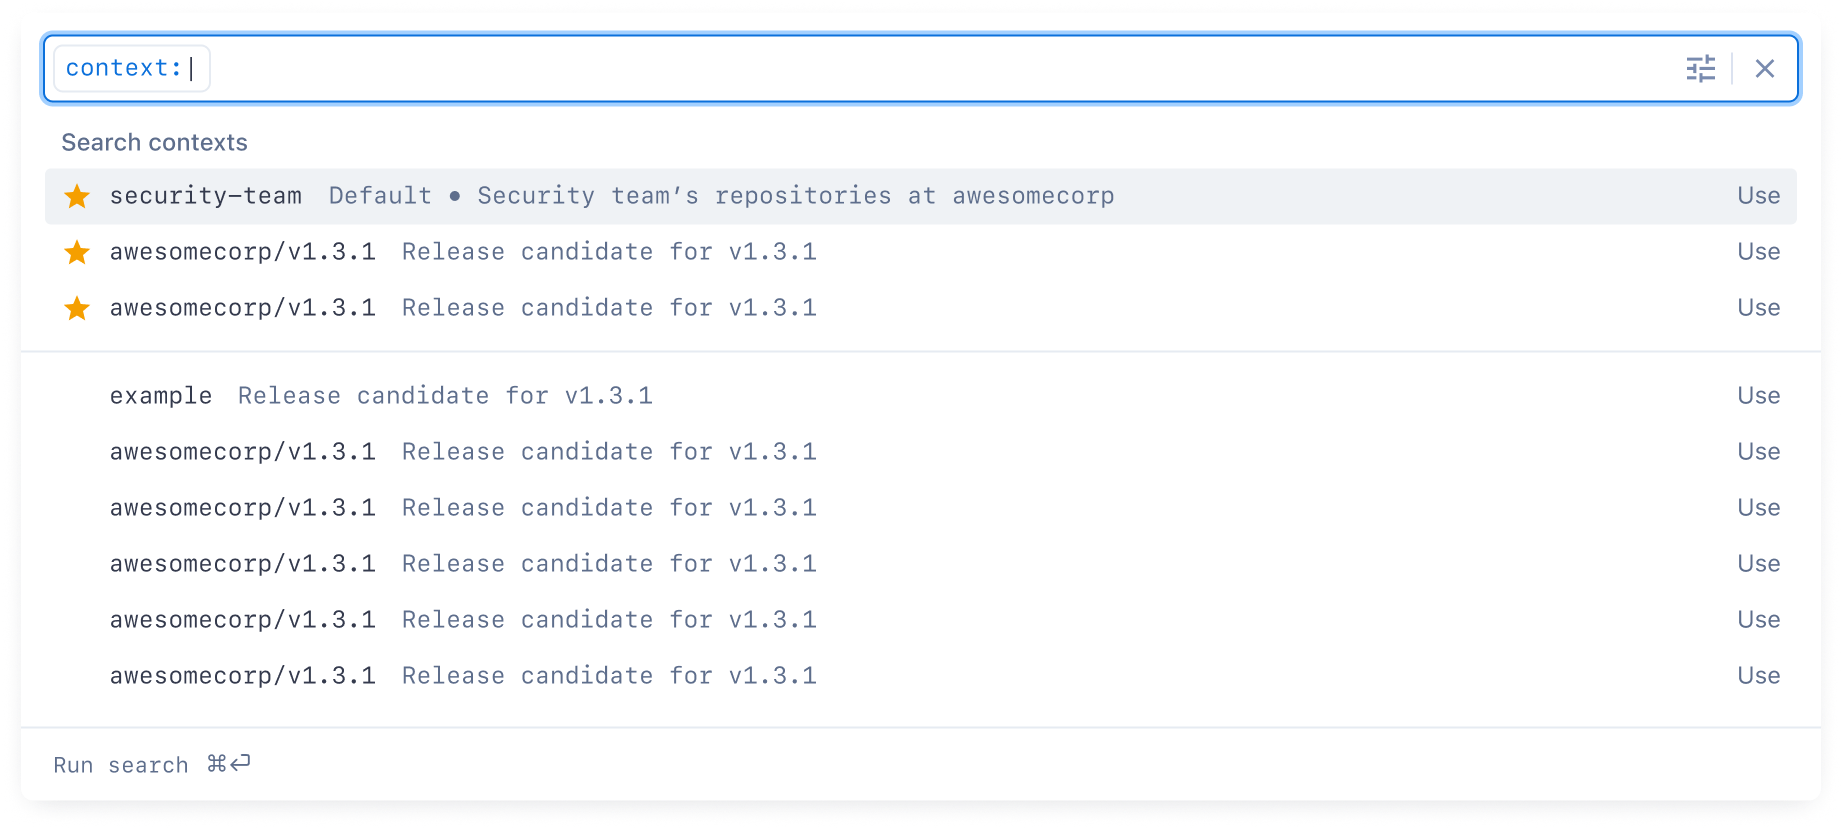 context:
Search contexts
security-team Default • Security team’s repositories at awesomecorp Use
awesomecorp/v1.3.1 Release candidate for v1.3.1 Use
awesomecorp/v1.3.1 Release candidate for v1.3.1 Use
example Release candidate for v1.3.1 Use
awesomecorp/v1.3.1 Release candidate for v1.3.1 Use
awesomecorp/v1.3.1 Release candidate for v1.3.1 Use
awesomecorp/v1.3.1 Release candidate for v1.3.1 Use
awesomecorp/v1.3.1 Release candidate for v1.3.1 Use
awesomecorp/v1.3.1 Release candidate for v1.3.1 Use
Run search ⌘⏎